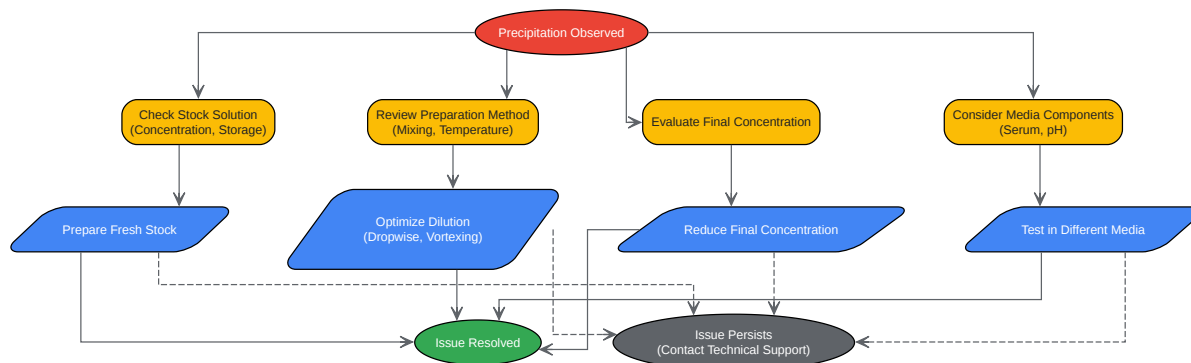 Precipitation Observed
Check Stock Solution
(Concentration, Storage)
Review Preparation Method
(Mixing, Temperature)
Evaluate Final Concentration
Consider Media Components
(Serum, pH)
Prepare Fresh Stock
Optimize Dilution
(Dropwise, Vortexing)
Reduce Final Concentration
Test in Different Media
Issue Resolved
Issue Persists
(Contact Technical Support)